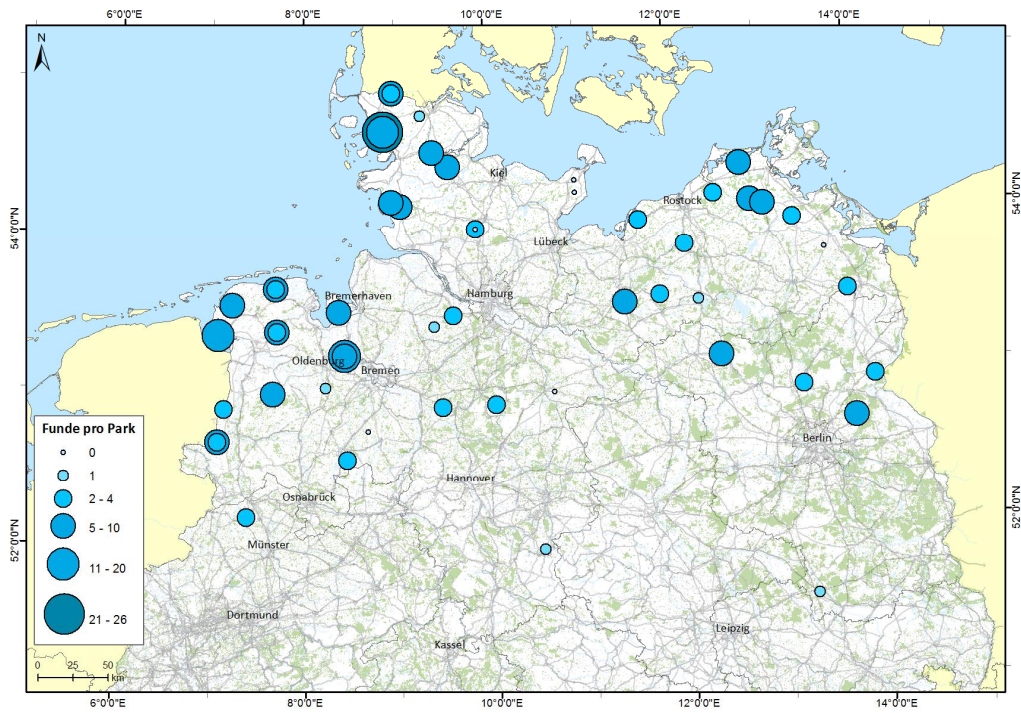 6°0'0"E 8°0'0"E 10°0'0"E 12°0'0"E 14°0'0"E
N
Kiel
54°0'0"N 54°0'0"N
Rostock
Lübeck
Hamburg
Bremerhaven
Oldenburg
Bremen
Berlin
Hannover
Osnabrück
Münster
52°0'0"N 52°0'0"N
Dortmund
Leipzig
Kassel
Funde pro Park
0
1
2 - 4
5 - 10
11 - 20
21 - 26
0 25 50
km
6°0'0"E 8°0'0"E 10°0'0"E 12°0'0"E 14°0'0"E